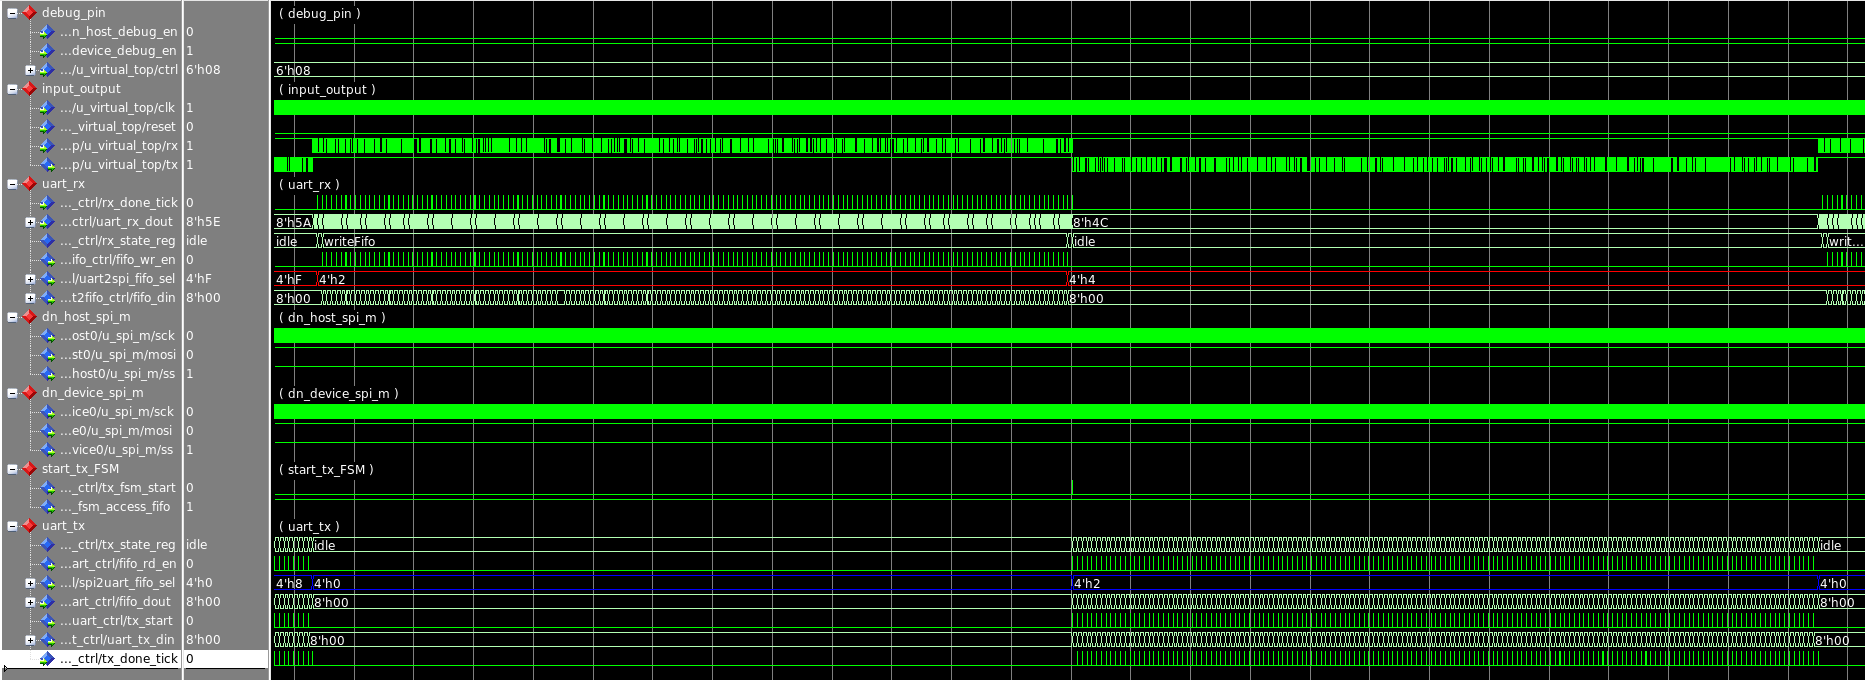 debug_pin ( debug_pin )
...n_host_debug_en 0
...device_debug_en 1
.../u_virtual_top/ctrl 6'h08 6'h08
input_output ( input_output )
.../u_virtual_top/clk 1
..._virtual_top/reset 0
...p/u_virtual_top/rx 1
...p/u_virtual_top/tx 1
uart_rx ( uart_rx )
..._ctrl/rx_done_tick 0
...ctrl/uart_rx_dout 8'h5E 8'h5A 8'h4C
..._ctrl/rx_state_reg idle idle writeFifo idle writ...
...ifo_ctrl/fifo_wr_en 0
...l/uart2spi_fifo_sel 4'hF 4'hF 4'h2 4'h4
...t2fifo_ctrl/fifo_din 8'h00 8'h00 8'h00
dn_host_spi_m ( dn_host_spi_m )
...ost0/u_spi_m/sck 0
...st0/u_spi_m/mosi 0
...host0/u_spi_m/ss 1
dn_device_spi_m ( dn_device_spi_m )
...ice0/u_spi_m/sck 0
...e0/u_spi_m/mosi 0
...vice0/u_spi_m/ss 1
start_tx_FSM ( start_tx_FSM )
..._ctrl/tx_fsm_start 0
..._fsm_access_fifo 1
uart_tx ( uart_tx )
..._ctrl/tx_state_reg idle idle idle
...art_ctrl/fifo_rd_en 0
...l/spi2uart_fifo_sel 4'h0 4'h8 4'h0 4'h2 4'h0
...art_ctrl/fifo_dout 8'h00 8'h00 8'h00
...uart_ctrl/tx_start 0
...t_ctrl/uart_tx_din 8'h00 8'h00 8'h00
..._ctrl/tx_done_tick 0